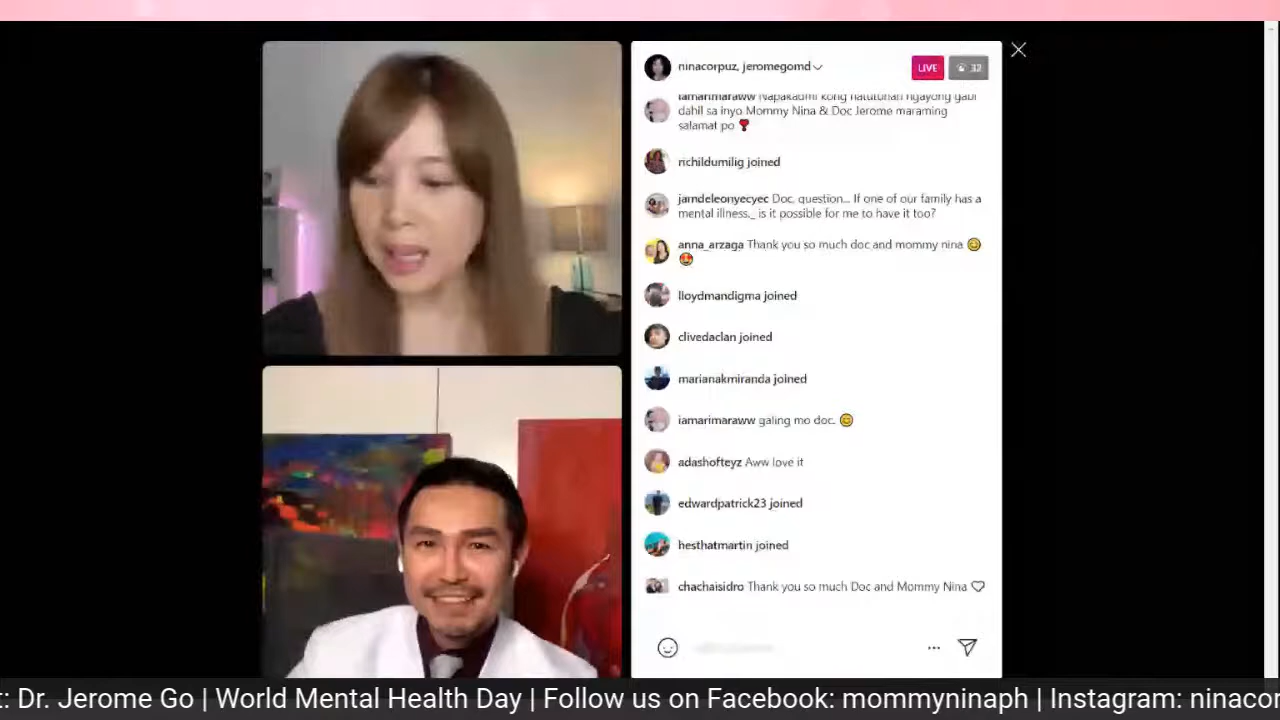 ninacorpuz, jeromegomd
LIVE
32
iamarimaraww Napakadmi kong natutunan ngayong gabi
dahil sa inyo Mommy Nina & Doc Jerome maraming
salamat po
richildumilig joined
jarndeleonyecyec Doc, question... If one of our family has a
mental illness,_ is it possible for me to have it too?
anna_arzaga Thank you so much doc and mommy nina
lloydmandigma joined
clivedaclan joined
marianakmiranda joined
iamarimaraww galing mo doc.
adashofteyz Aww love it
edwardpatrick23 joined
hesthatmartin joined
chachaisidro Thank you so much Doc and Mommy Nina
: Dr. Jerome Go | World Mental Health Day | Follow us on Facebook: mommyninaph | Instagram: ninacor